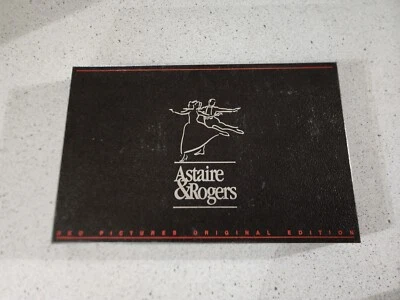 Astaire
&Rogers
RKO PICTURES ORIGINAL EDITION